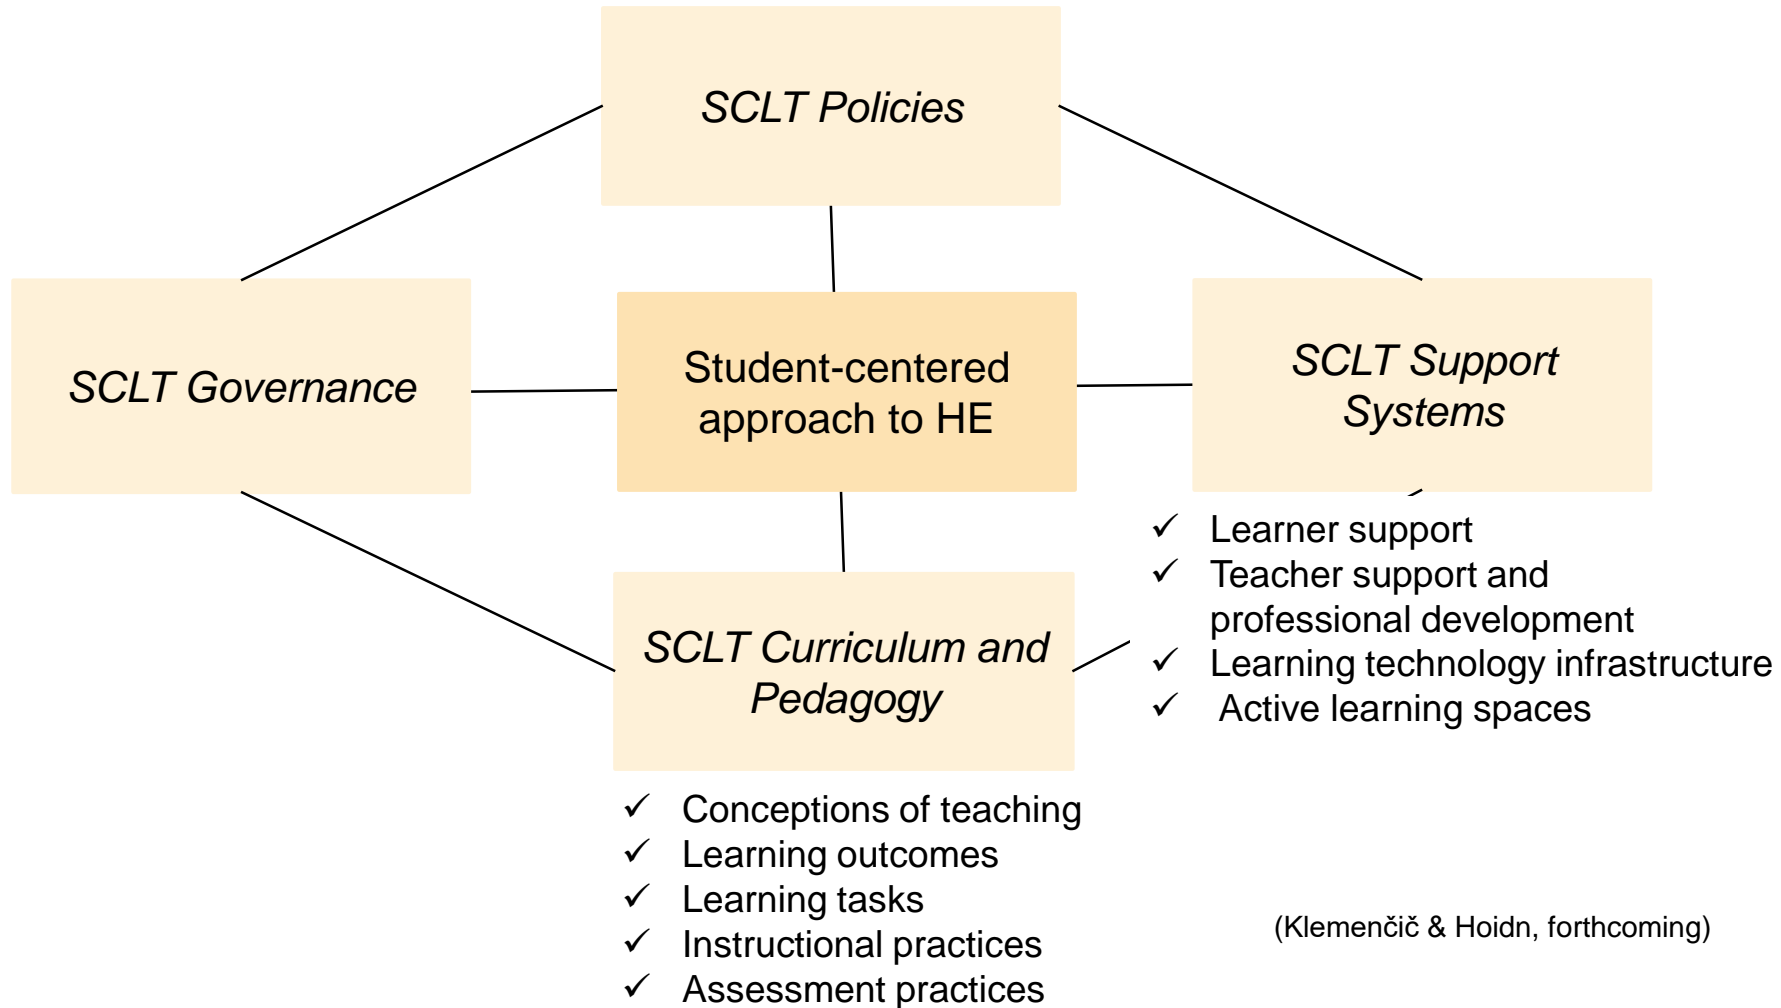 SCLT Policies
SCLT Governance
Student-centered
approach to HE
SCLT Support
Systems
✓ Learner support
✓ Teacher support and
professional development
✓ Learning technology infrastructure
✓ Active learning spaces
SCLT Curriculum and
Pedagogy
✓ Conceptions of teaching
✓ Learning outcomes
✓ Learning tasks
✓ Instructional practices
✓ Assessment practices
(Klemenčič & Hoidn, forthcoming)